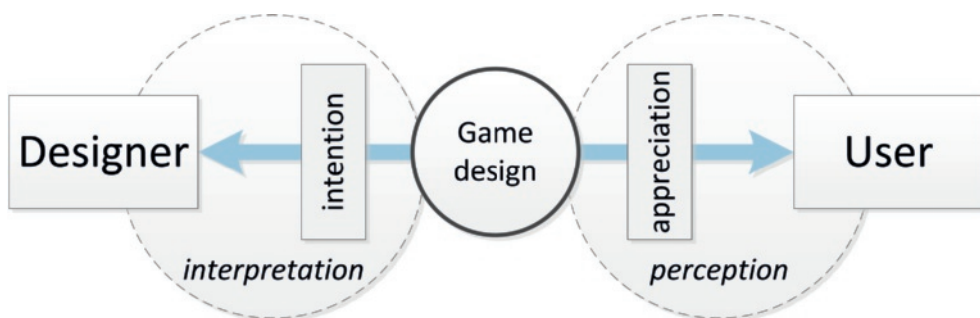 Designer
intention
Game
design
appreciation
User
interpretation
perception